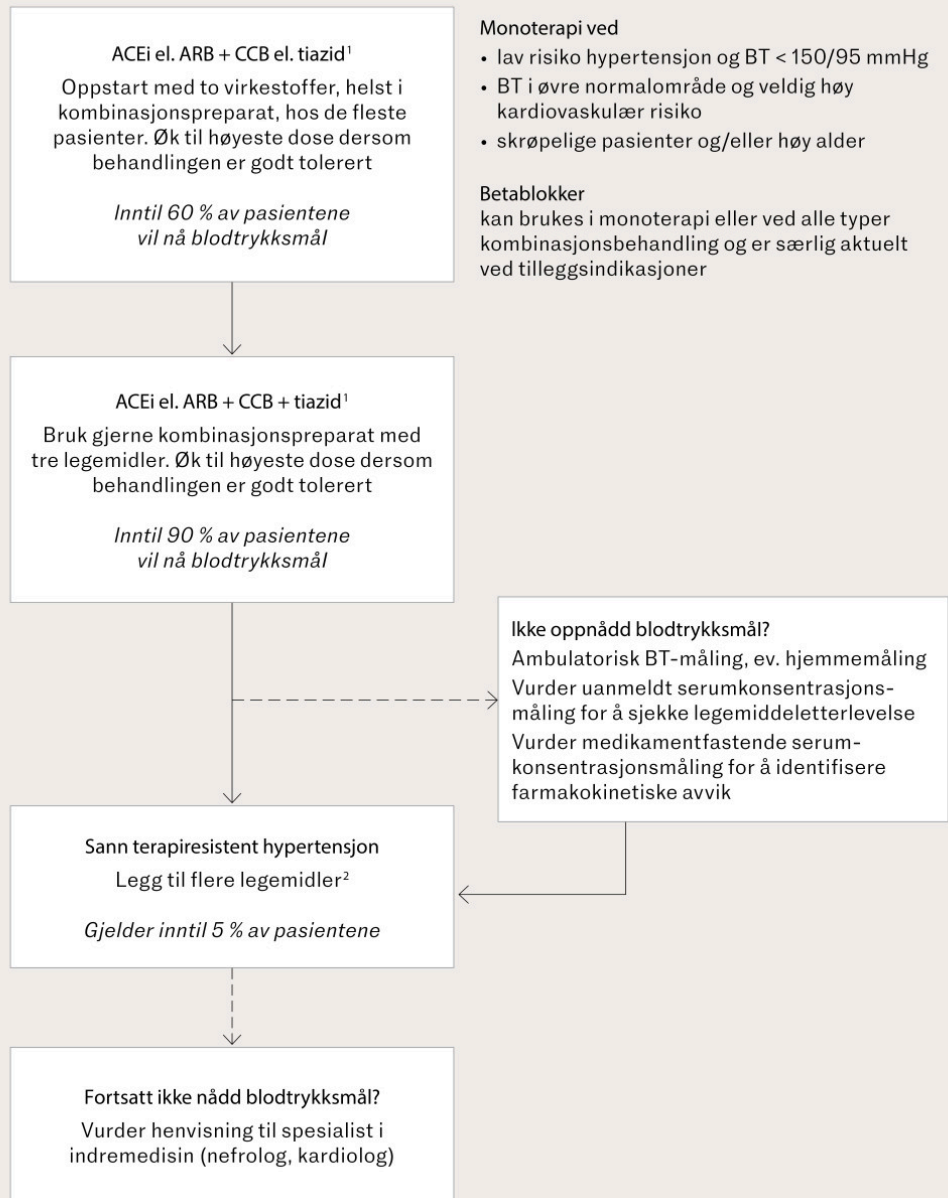 ACEi el. ARB + CCB el. tiazid¹
Oppstart med to virkestoffer, helst i
kombinasjonspreparat, hos de fleste
pasienter. Øk til høyeste dose dersom
behandlingen er godt tolerert
Inntil 60 % av pasientene
vil nå blodtrykksmål
Monoterapi ved
• lav risiko hypertensjon og BT < 150/95 mmHg
• BT i øvre normalområde og veldig høy
kardiovaskulær risiko
• skrøpelige pasienter og/eller høy alder
Betablokker
kan brukes i monoterapi eller ved alle typer
kombinasjonsbehandling og er særlig aktuelt
ved tilleggsindikasjoner
ACEi el. ARB + CCB + tiazid¹
Bruk gjerne kombinasjonspreparat med
tre legemidler. Øk til høyeste dose dersom
behandlingen er godt tolerert
Inntil 90 % av pasientene
vil nå blodtrykksmål
Ikke oppnådd blodtrykksmål?
Ambulatorisk BT-måling, ev. hjemmemåling
Vurder uanmeldt serumkonsentrasjons-
måling for å sjekke legemiddeletterlevelse
Vurder medikamentfastende serum-
konsentrasjonsmåling for å identifisere
farmakokinetiske avvik
Sann terapiresistent hypertensjon
Legg til flere legemidler²
Gjelder inntil 5 % av pasientene
Fortsatt ikke nådd blodtrykksmål?
Vurder henvisning til spesialist i
indremedisin (nefrolog, kardiolog)